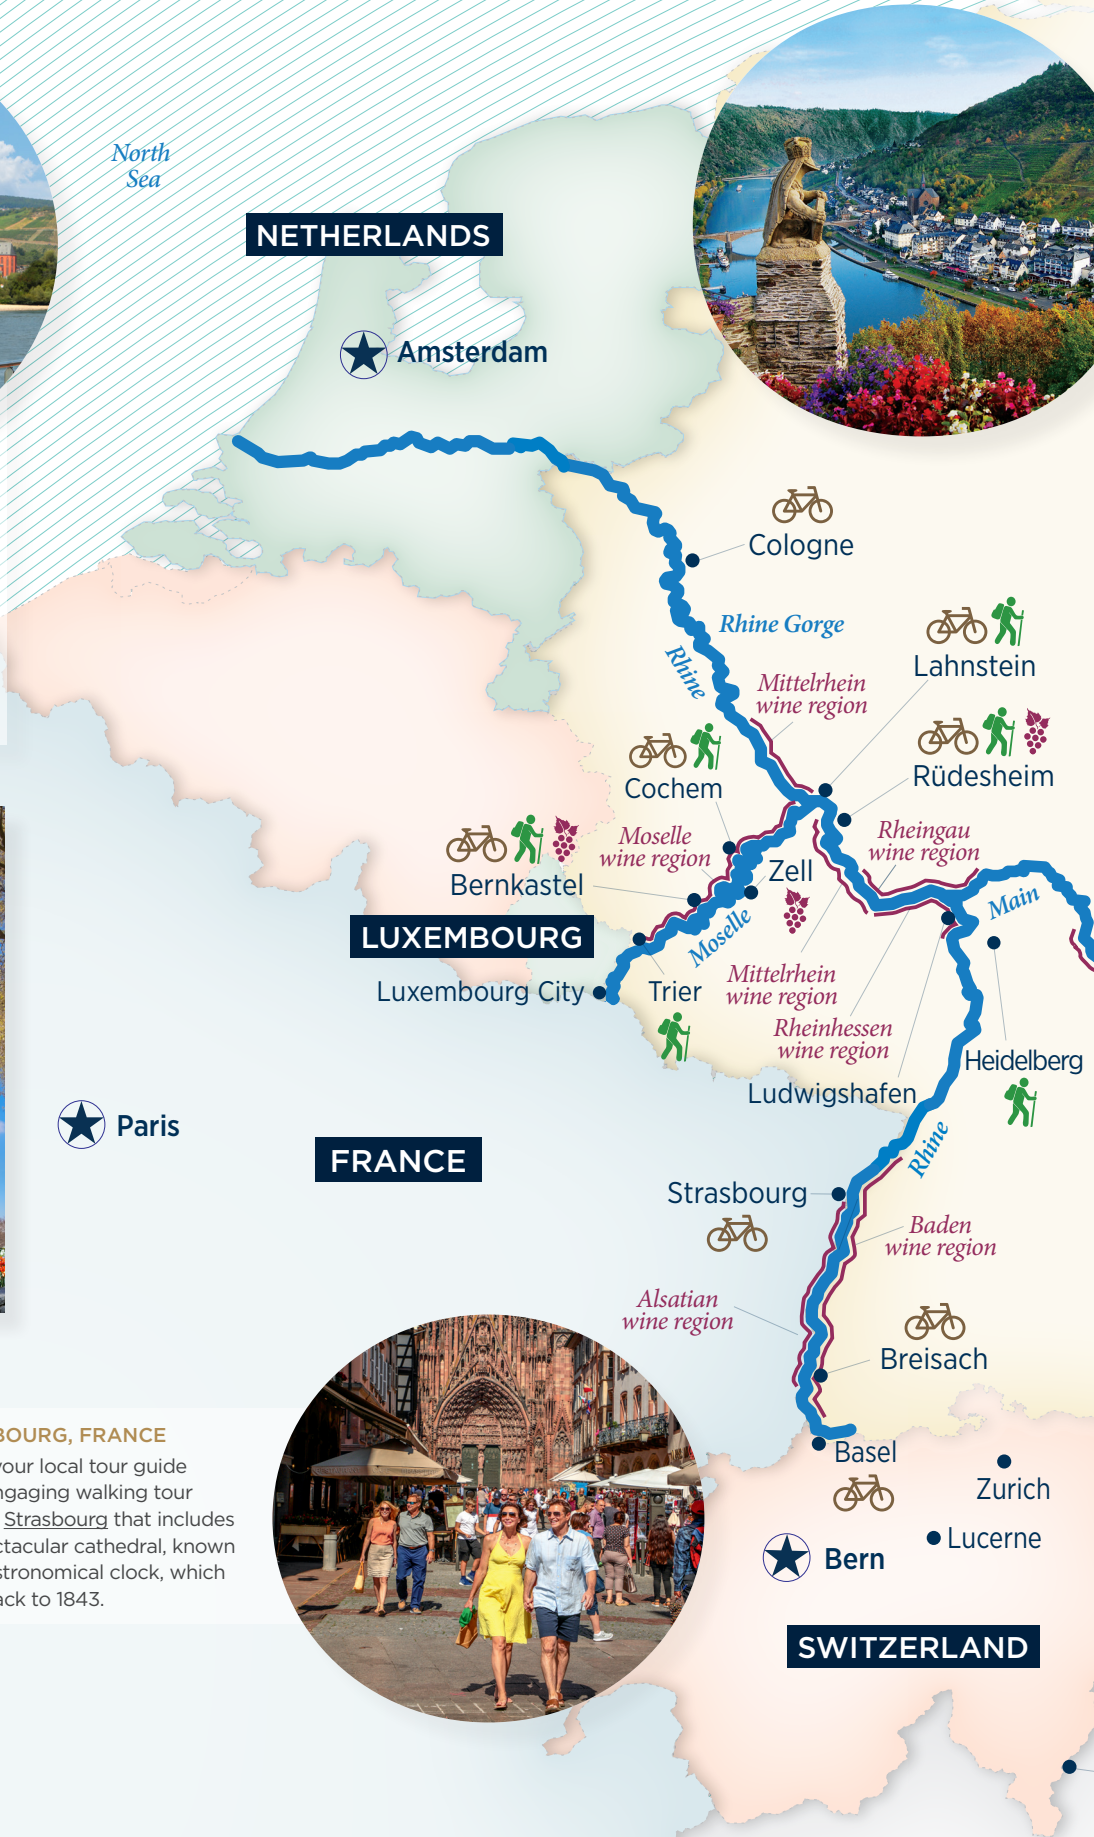 North
Sea
NETHERLANDS
Amsterdam
Cologne
Rhine Gorge
Rhine
Lahnstein
Mittelrhein
wine region
Cochem
Rüdesheim
Moselle
wine region
Rheingau
wine region
Zell
Bernkastel
Main
LUXEMBOURG
Moselle
Luxembourg City
Trier
Mittelrhein
wine region
Rheinhessen
wine region
Heidelberg
Ludwigshafen
Paris
FRANCE
Rhine
Strasbourg
Baden
wine region
Alsatian
wine region
Breisach
BOURG, FRANCE
your local tour guide
ngaging walking tour
Strasbourg that includes
ctacular cathedral, known
stronomical clock, which
ack to 1843.
Basel
Zurich
Lucerne
Bern
SWITZERLAND